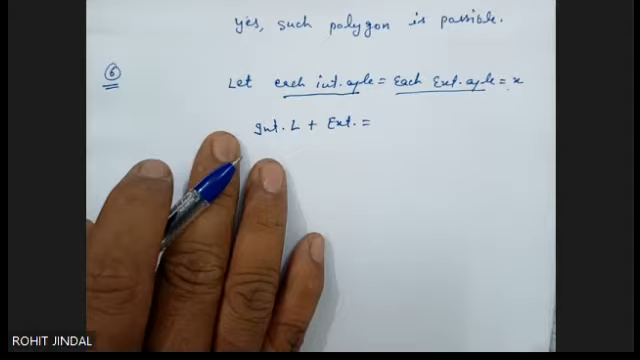 yes, such polygon is possible.
6
Let each int. angle = Each Ext. angle = x
Int. L + Ext. =
ROHIT JINDAL